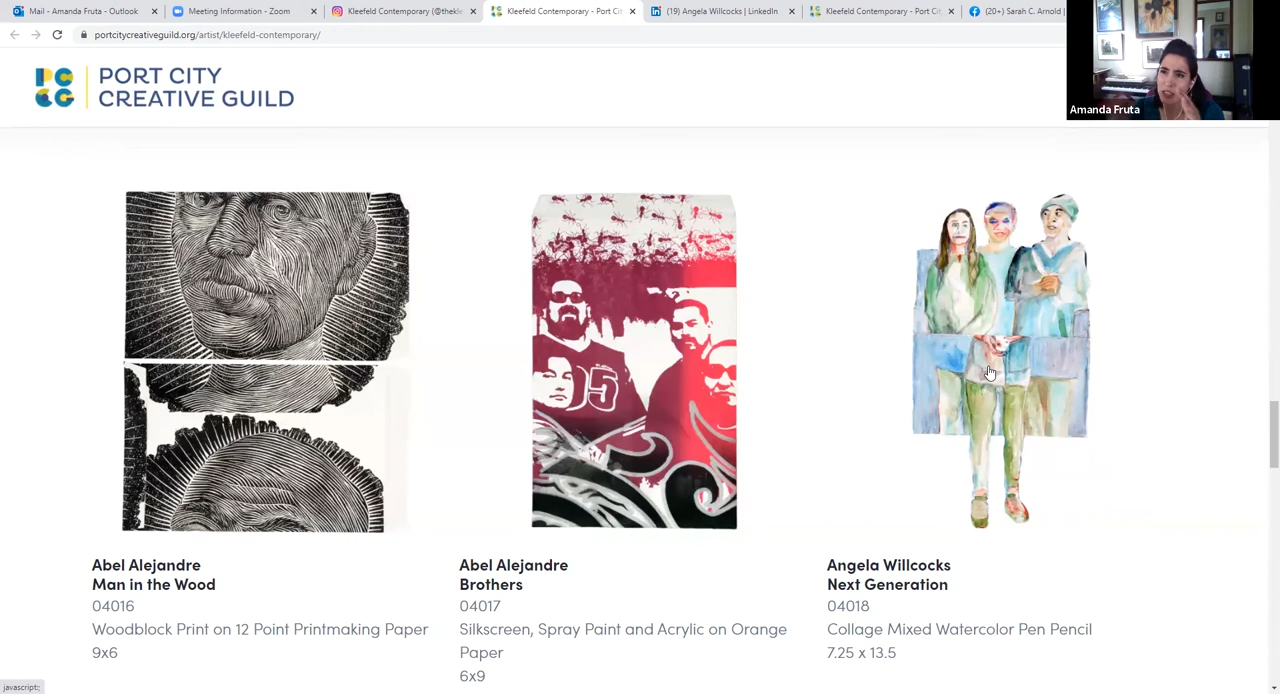 Mail - Amanda Fruta - Outlook
Meeting Information - Zoom
Kleefeld Contemporary (@thekle
Kleefeld Contemporary - Port Cit
(19) Angela Willcocks | LinkedIn
Kleefeld Contemporary - Port Cit
(20+) Sarah C. Arnold |
portcitycreativeguild.org/artist/kleefeld-contemporary/
PORT CITY
CREATIVE GUILD
Amanda Fruta
05
Abel Alejandre
Man in the Wood
04016
Woodblock Print on 12 Point Printmaking Paper
9x6
Abel Alejandre
Brothers
04017
Silkscreen, Spray Paint and Acrylic on Orange
Paper
6x9
Angela Willcocks
Next Generation
04018
Collage Mixed Watercolor Pen Pencil
7.25 x 13.5
javascript:;